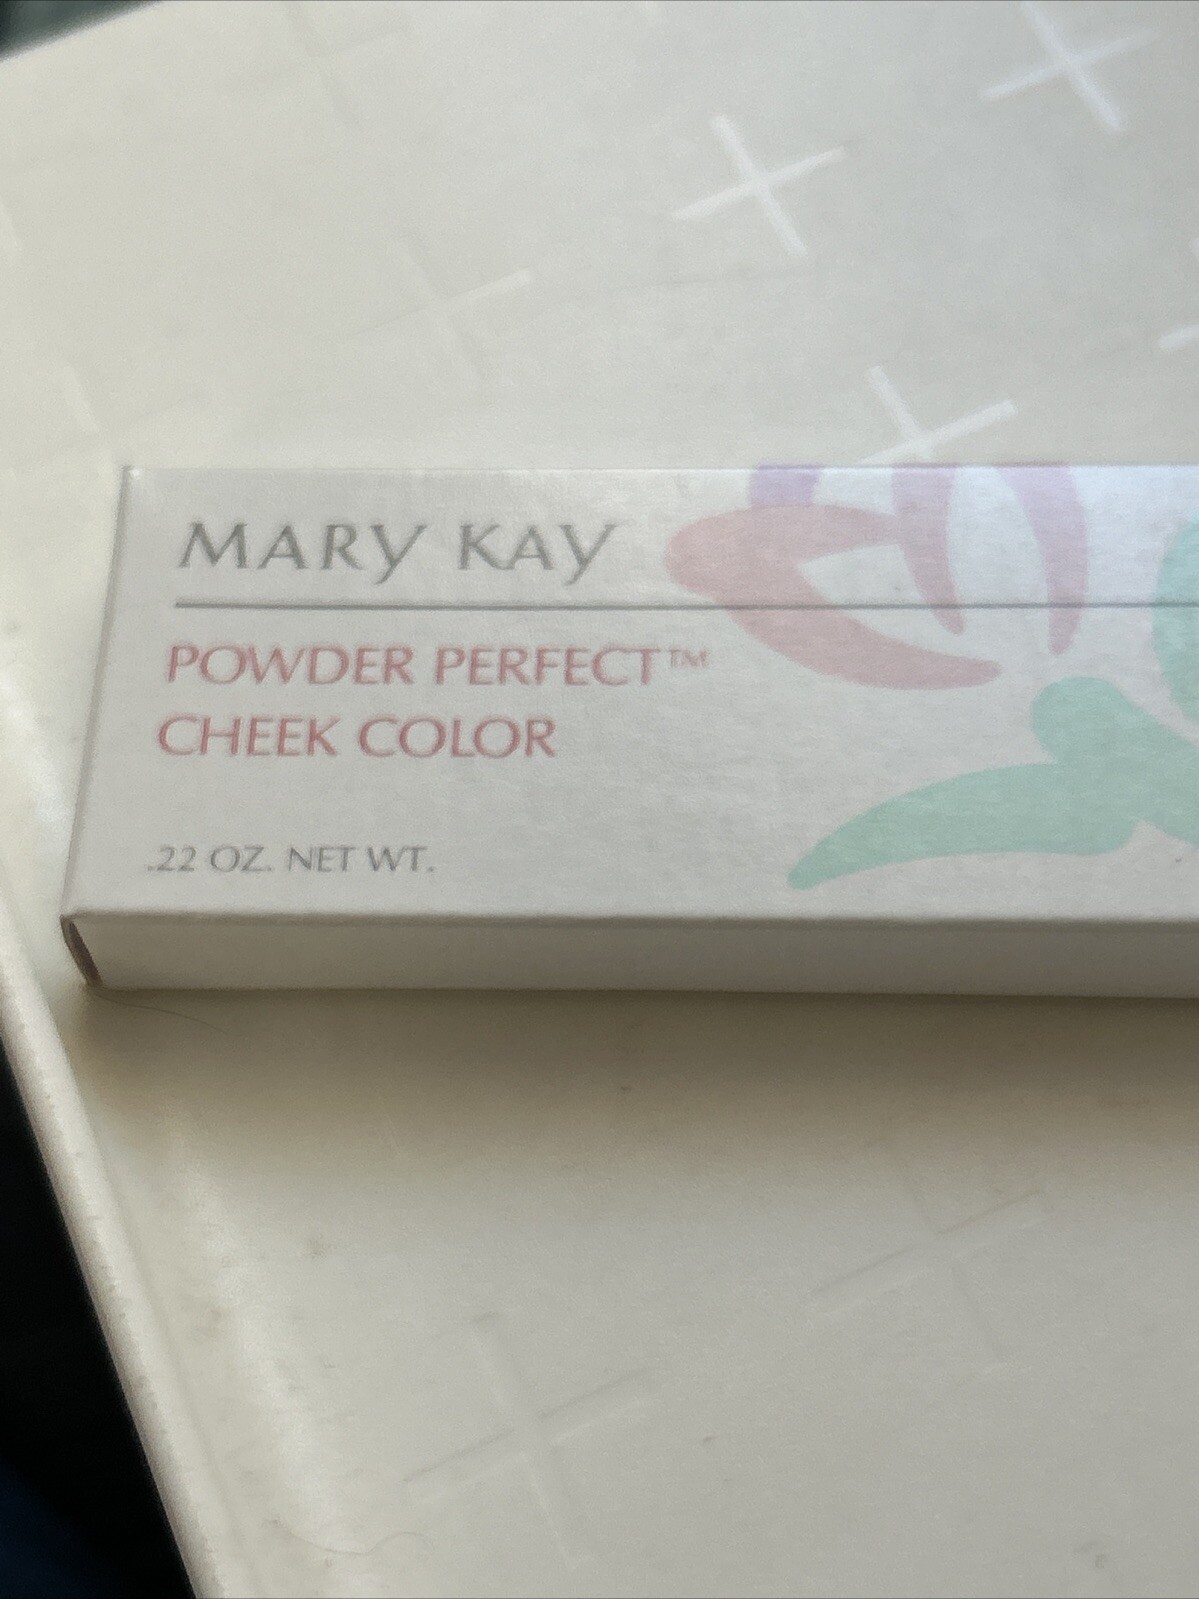 MARY KAY
POWDER PERFECT™
CHEEK COLOR
.22 OZ. NET WT.